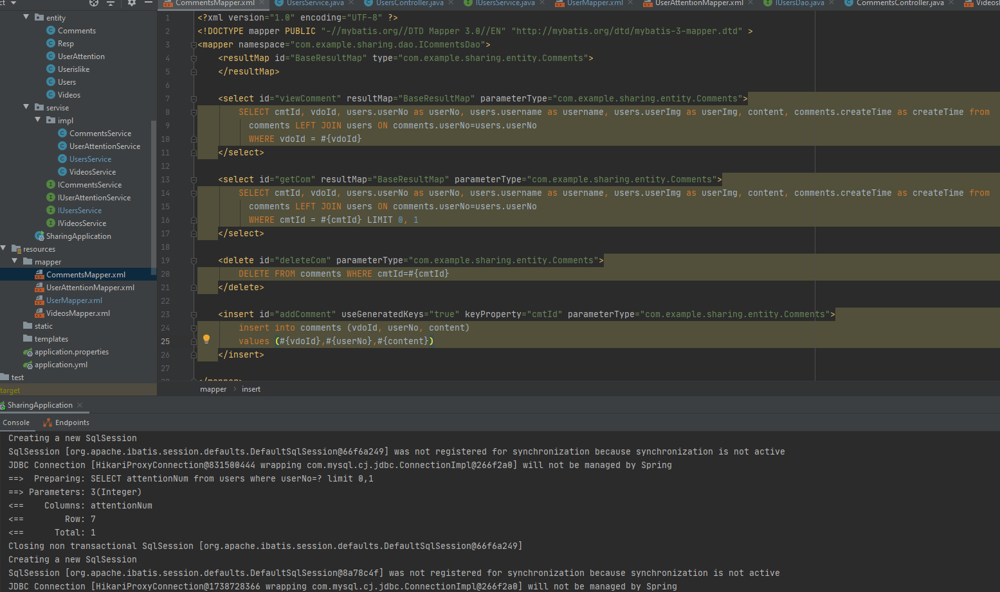 ct
entity
Comments
Resp
UserAttention
Userislike
Users
Videos
servise
impl
CommentsService
UserAttentionService
UsersService
VideosService
ICommentsService
IUserAttentionService
IUsersService
IVideosService
SharingApplication
resources
mapper
CommentsMapper.xml
UserAttentionMapper.xml
UserMapper.xml
VideosMapper.xml
static
templates
application.properties
application.yml
test
target
CommentsMapper.xml UsersService.java UsersController.java IUsersService.java UserMapper.xml UserAttentionMapper.xml IUsersDao.java CommentsController.java Videos
1 <?xml version="1.0" encoding="UTF-8" ?>
2 <!DOCTYPE mapper PUBLIC "-//mybatis.org//DTD Mapper 3.0//EN" "http://mybatis.org/dtd/mybatis-3-mapper.dtd" >
3 <mapper namespace="com.example.sharing.dao.ICommentsDao">
4 <resultMap id="BaseResultMap" type="com.example.sharing.entity.Comments">
5 </resultMap>
6
7 <select id="viewComment" resultMap="BaseResultMap" parameterType="com.example.sharing.entity.Comments">
8 SELECT cmtId, vdoId, users.userNo as userNo, users.username as username, users.userImg as userImg, content, comments.createTime as createTime from
9 comments LEFT JOIN users ON comments.userNo=users.userNo
10 WHERE vdoId = #{vdoId}
11 </select>
12
13 <select id="getCom" resultMap="BaseResultMap" parameterType="com.example.sharing.entity.Comments">
14 SELECT cmtId, vdoId, users.userNo as userNo, users.username as username, users.userImg as userImg, content, comments.createTime as createTime from
15 comments LEFT JOIN users ON comments.userNo=users.userNo
16 WHERE cmtId = #{cmtId} LIMIT 0, 1
17 </select>
18
19 <delete id="deleteCom" parameterType="com.example.sharing.entity.Comments">
20 DELETE FROM comments WHERE cmtId=#{cmtId}
21 </delete>
22
23 <insert id="addComment" useGeneratedKeys="true" keyProperty="cmtId" parameterType="com.example.sharing.entity.Comments">
24 insert into comments (vdoId, userNo, content)
25 values (#{vdoId},#{userNo},#{content})
26 </insert>
27
28 </mapper>
mapper insert
SharingApplication
Console Endpoints
Creating a new SqlSession
SqlSession [org.apache.ibatis.session.defaults.DefaultSqlSession@66f6a249] was not registered for synchronization because synchronization is not active
JDBC Connection [HikariProxyConnection@831500444 wrapping com.mysql.cj.jdbc.ConnectionImpl@266f2a0] will not be managed by Spring
==>  Preparing: SELECT attentionNum from users where userNo=? limit 0,1
==> Parameters: 3(Integer)
<==    Columns: attentionNum
<==        Row: 7
<==      Total: 1
Closing non transactional SqlSession [org.apache.ibatis.session.defaults.DefaultSqlSession@66f6a249]
Creating a new SqlSession
SqlSession [org.apache.ibatis.session.defaults.DefaultSqlSession@8a78c4f] was not registered for synchronization because synchronization is not active
JDBC Connection [HikariProxyConnection@1738728366 wrapping com.mysql.cj.jdbc.ConnectionImpl@266f2a0] will not be managed by Spring